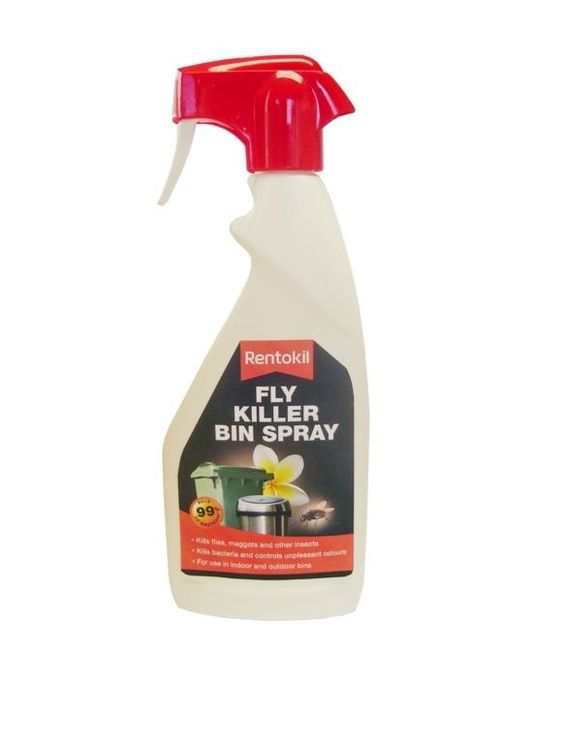 Rentokil
FLY
KILLER
BIN SPRAY
KILLS
99%
• Kills flies, maggots and other insects
• Kills bacteria and controls unpleasant odours
• For use in indoor and outdoor bins